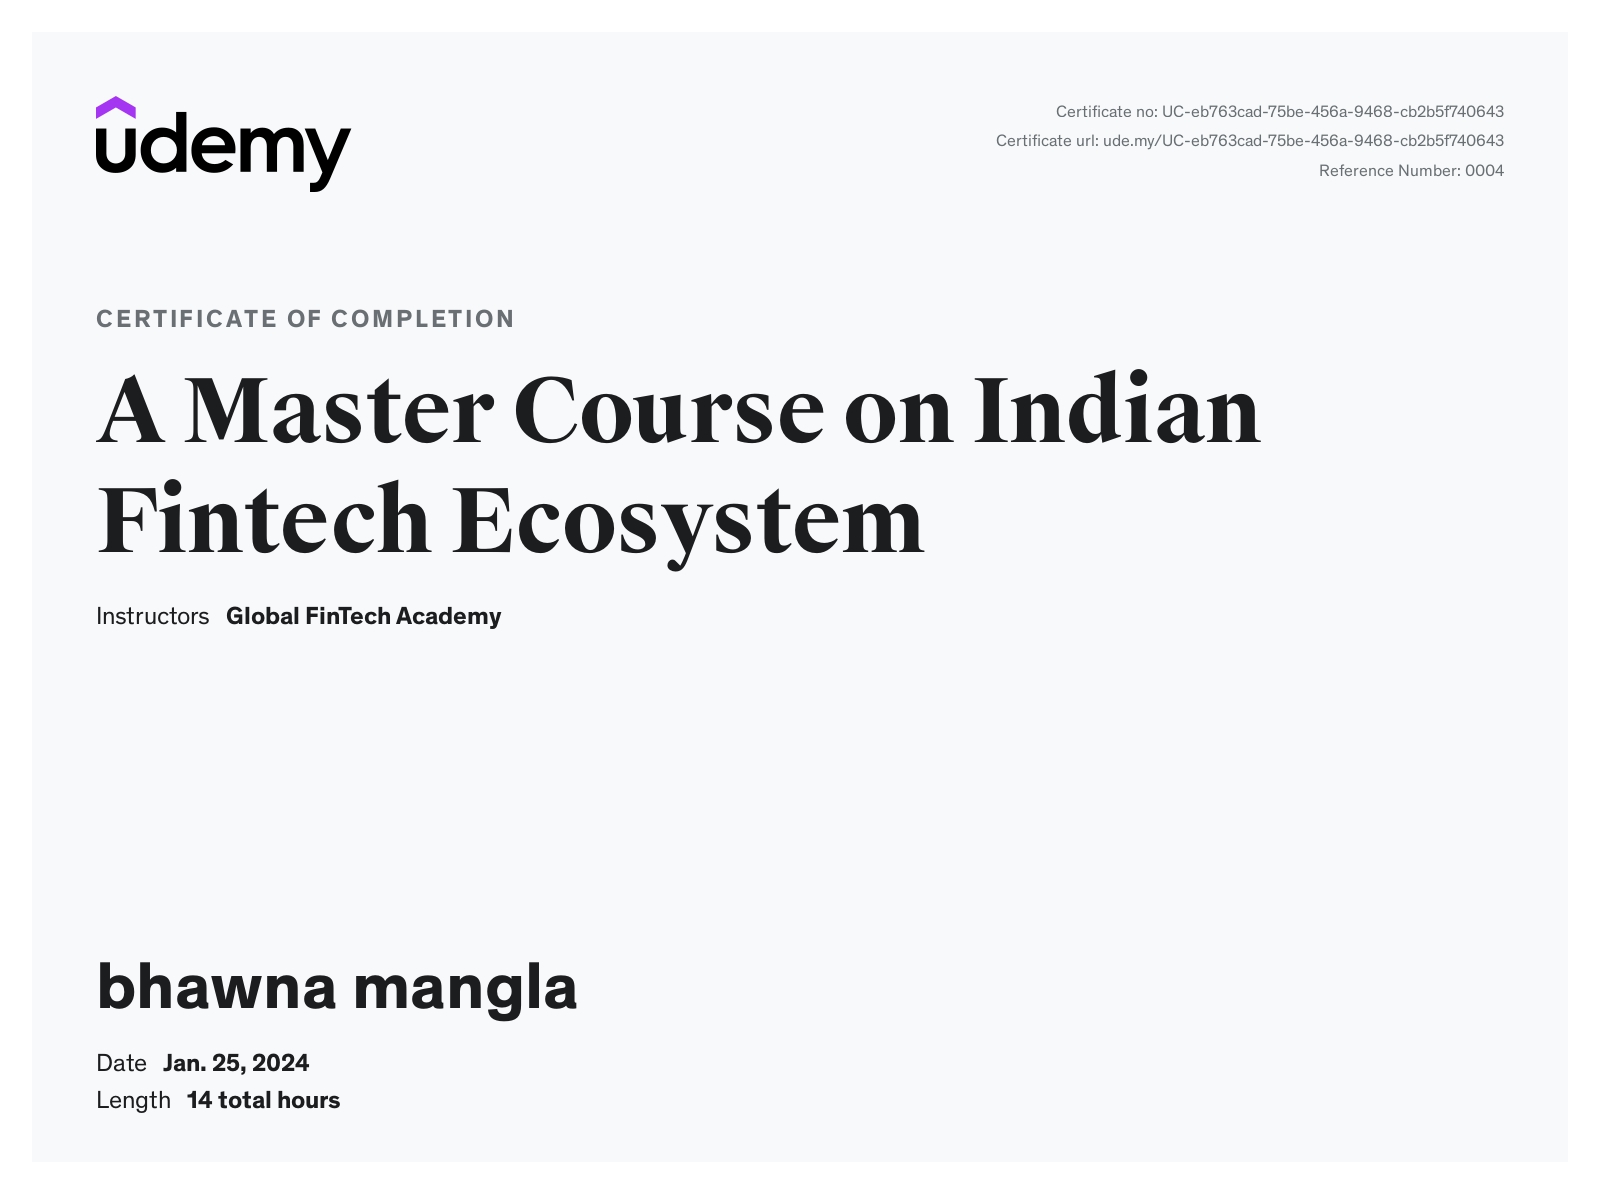 udemy
Certificate no: UC-eb763cad-75be-456a-9468-cb2b5f740643
Certificate url: ude.my/UC-eb763cad-75be-456a-9468-cb2b5f740643
Reference Number: 0004
CERTIFICATE OF COMPLETION
A Master Course on Indian
Fintech Ecosystem
Instructors Global FinTech Academy
bhawna mangla
Date Jan. 25, 2024
Length 14 total hours